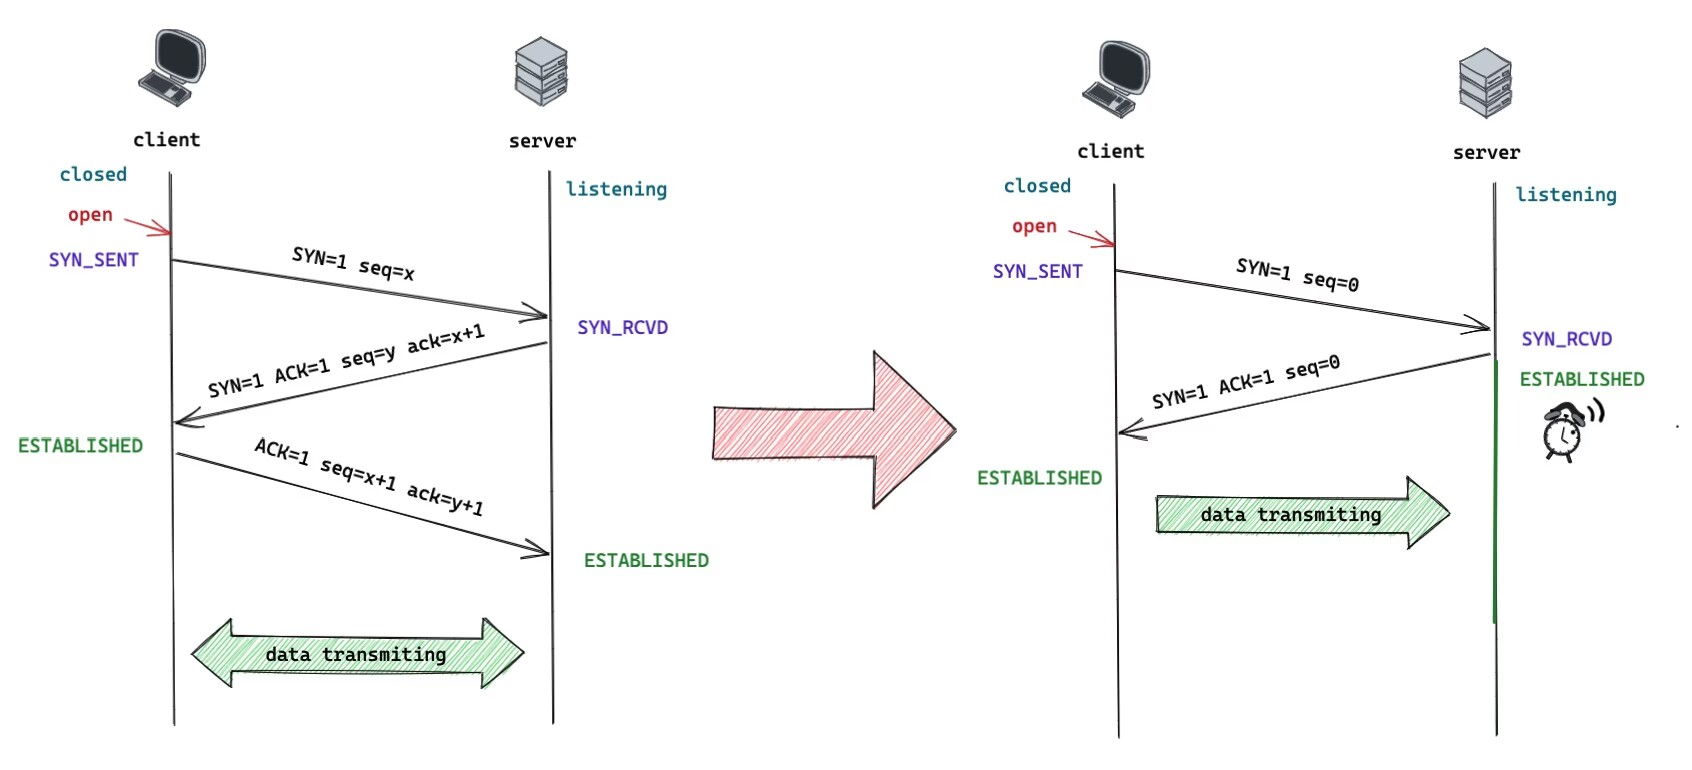 client
server
closed
listening
open
SYN_SENT
SYN=1 seq=x
SYN_RCVD
SYN=1 ACK=1 seq=y ack=x+1
ESTABLISHED
ACK=1 seq=x+1 ack=y+1
ESTABLISHED
data transmiting
client
server
closed
listening
open
SYN_SENT
SYN=1 seq=0
SYN_RCVD
SYN=1 ACK=1 seq=0
ESTABLISHED
ESTABLISHED
data transmiting